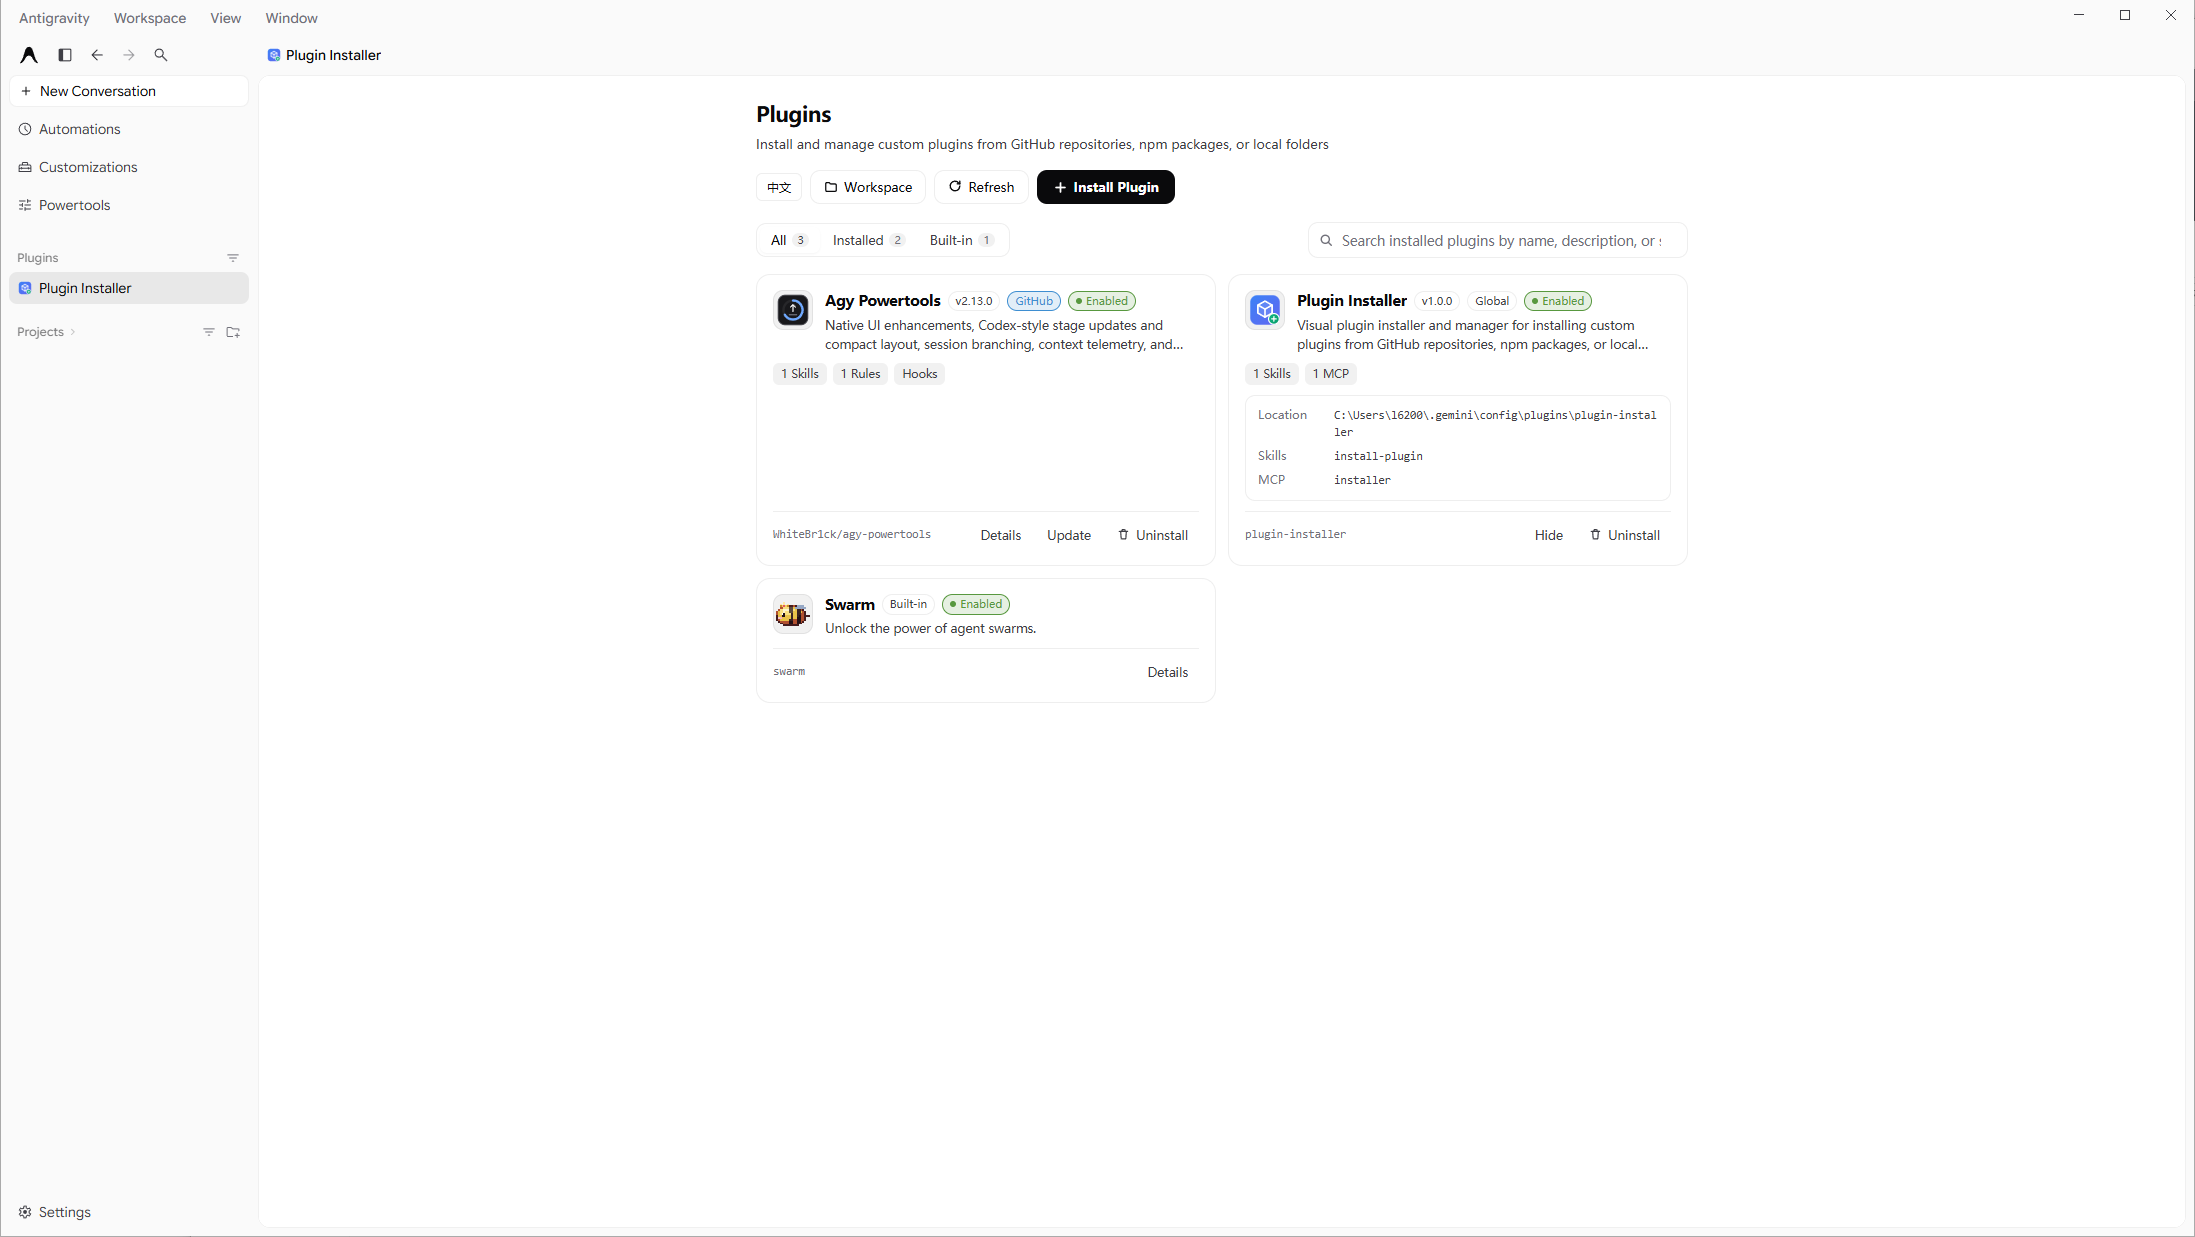 Antigravity Workspace View Window
Plugin Installer
New Conversation
Automations
Customizations
Powertools
Plugins
Plugin Installer
Projects
Settings
Plugins
Install and manage custom plugins from GitHub repositories, npm packages, or local folders
中文 Workspace Refresh Install Plugin
All 3 Installed 2 Built-in 1
Search installed plugins by name, description, or s
Agy Powertools v2.13.0 GitHub Enabled
Native UI enhancements, Codex-style stage updates and
compact layout, session branching, context telemetry, and...
1 Skills 1 Rules Hooks
WhiteBr1ck/agy-powertools Details Update Uninstall
Plugin Installer v1.0.0 Global Enabled
Visual plugin installer and manager for installing custom
plugins from GitHub repositories, npm packages, or local...
1 Skills 1 MCP
Location C:\Users\16200\.gemini\config\plugins\plugin-instal
ler
Skills install-plugin
MCP installer
plugin-installer Hide Uninstall
Swarm Built-in Enabled
Unlock the power of agent swarms.
swarm Details